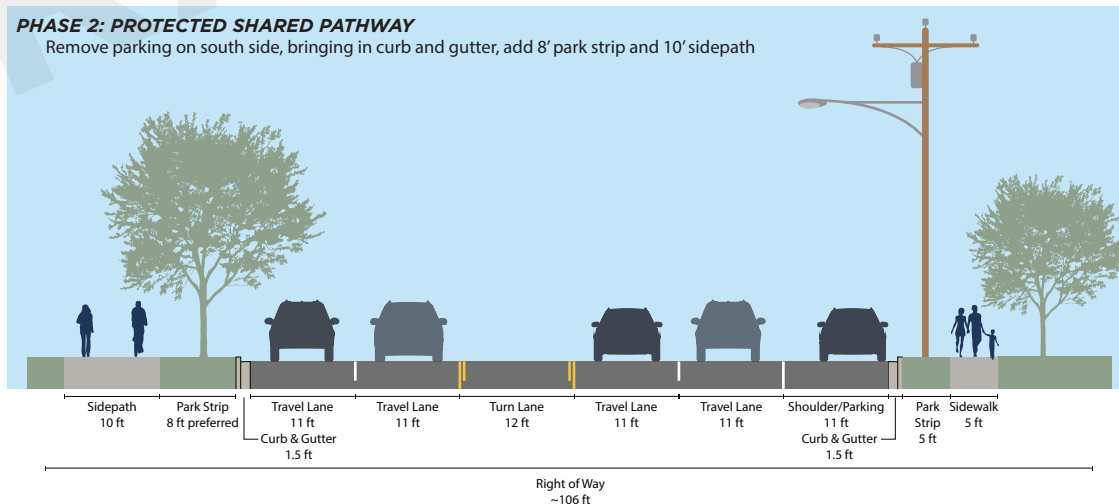 PHASE 2: PROTECTED SHARED PATHWAY
Remove parking on south side, bringing in curb and gutter, add 8' park strip and 10' sidepath
Sidepath
10 ft
Park Strip
8 ft preferred
Curb & Gutter
1.5 ft
Travel Lane
11 ft
Travel Lane
11 ft
Turn Lane
12 ft
Travel Lane
11 ft
Travel Lane
11 ft
Shoulder/Parking
11 ft
Curb & Gutter
1.5 ft
Park
Strip
5 ft
Sidewalk
5 ft
Right of Way
~106 ft